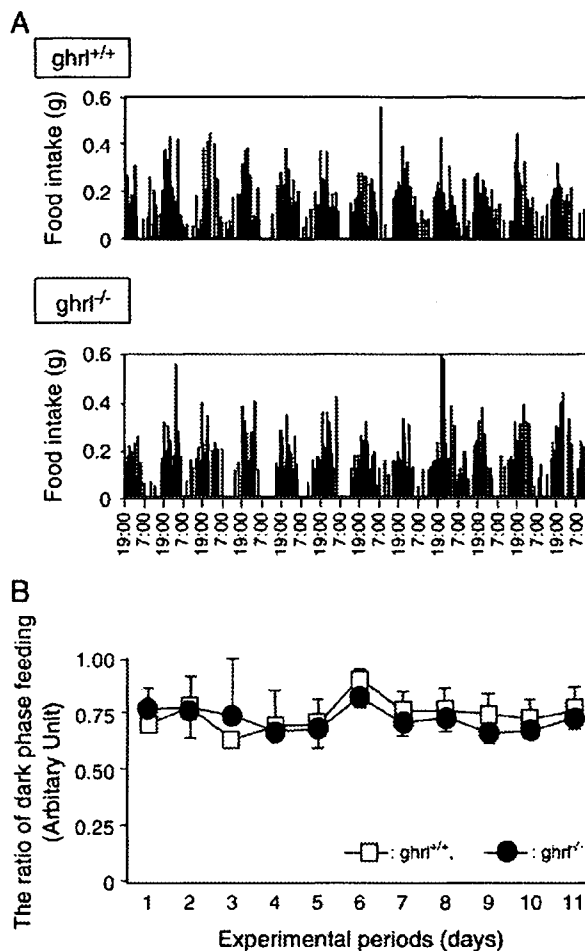 A
ghrl+/+
Food intake (g)
0.6
0.4
0.2
0
ghrl-/-
Food intake (g)
0.6
0.4
0.2
0
19:00 7:00 19:00 7:00 19:00 7:00 19:00 7:00 19:00 7:00 19:00 7:00 19:00 7:00 19:00 7:00 19:00 7:00 19:00 7:00 19:00 7:00 19:00 7:00
B
The ratio of dark phase feeding
(Arbitary Unit)
1.00
0.75
0.50
0.25
0
: ghrl+/+, : ghrl-/-
1 2 3 4 5 6 7 8 9 10 11
Experimental periods (days)